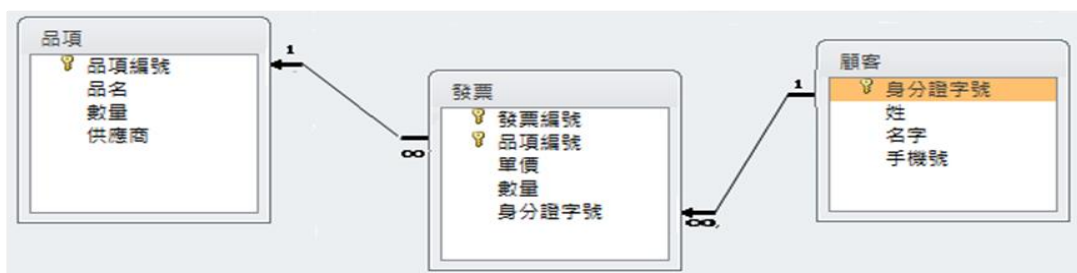 品項
品項編號
品名
數量
供應商
1
∞
發票
發票編號
品項編號
單價
數量
身分證字號
1
∞
顧客
身分證字號
姓
名字
手機號